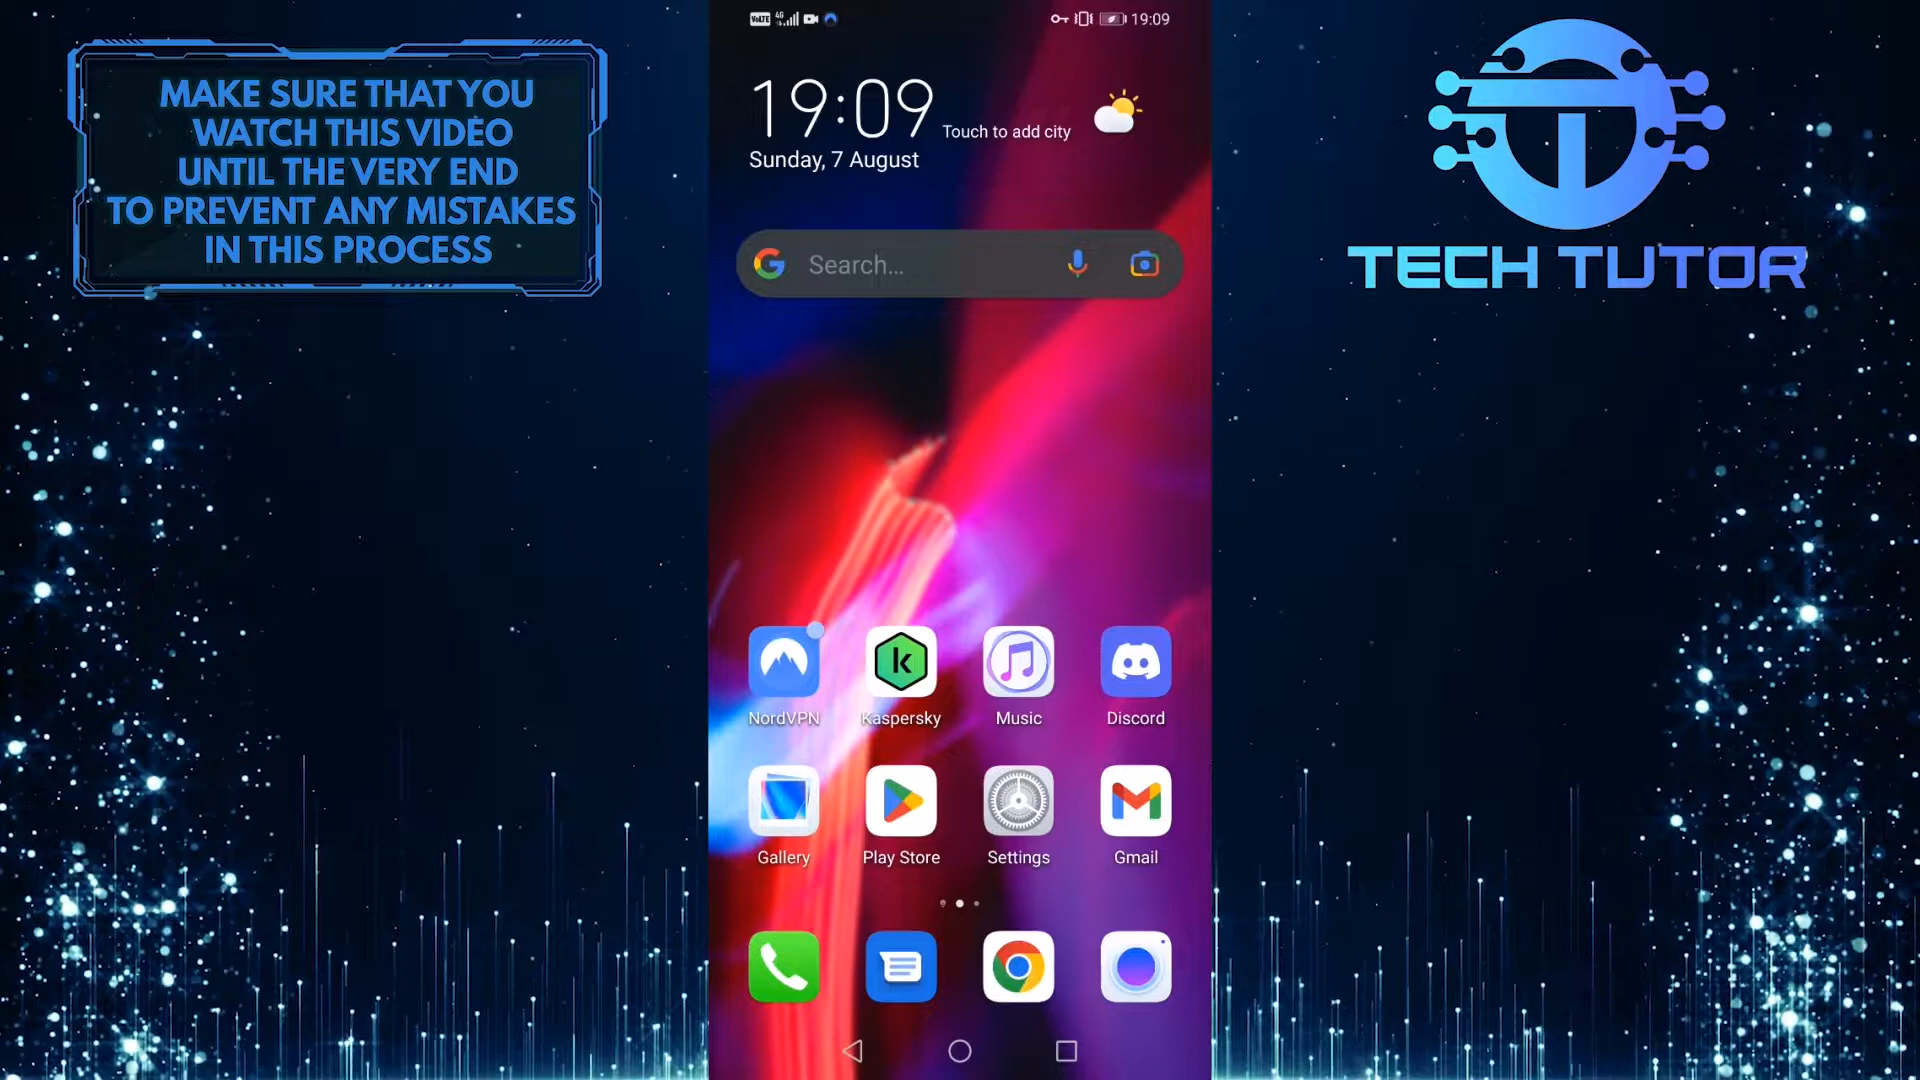 MAKE SURE THAT YOU
WATCH THIS VIDEO
UNTIL THE VERY END
TO PREVENT ANY MISTAKES
IN THIS PROCESS
VoLTE 4G 19:09
19:09
Touch to add city
Sunday, 7 August
Search...
TECH TUTOR
NordVPN Kaspersky Music Discord
Gallery Play Store Settings Gmail